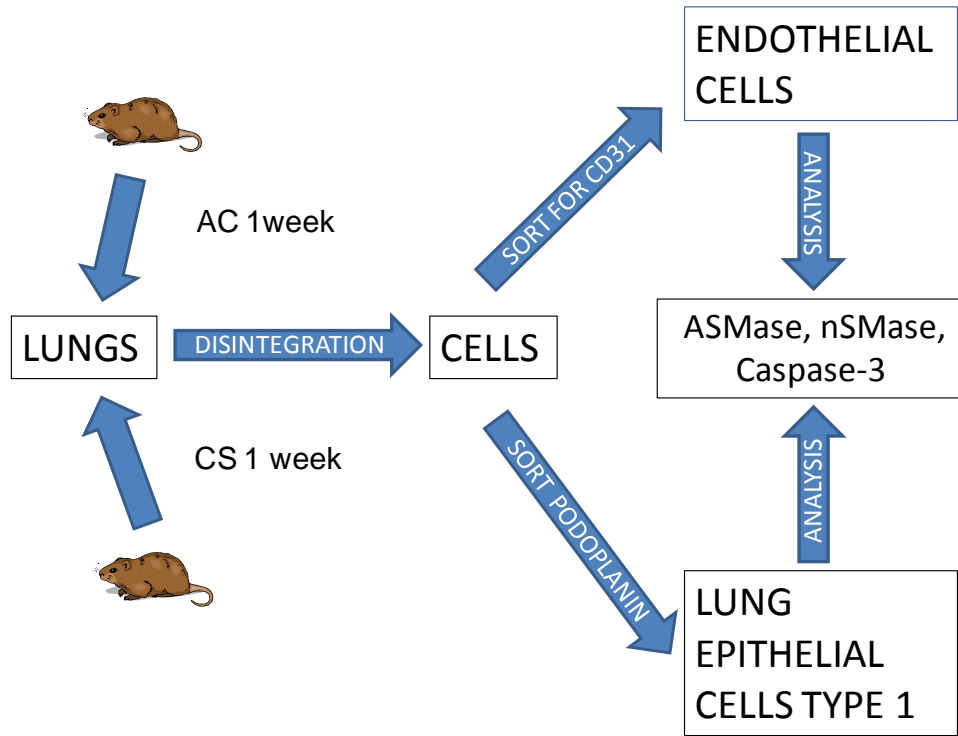 ENDOTHELIAL
CELLS
AC 1week
SORT FOR CD31
ANALYSIS
LUNGS
DISINTEGRATION
CELLS
ASMase, nSMase,
Caspase-3
CS 1 week
SORT PODOPLANIN
ANALYSIS
LUNG
EPITHELIAL
CELLS TYPE 1